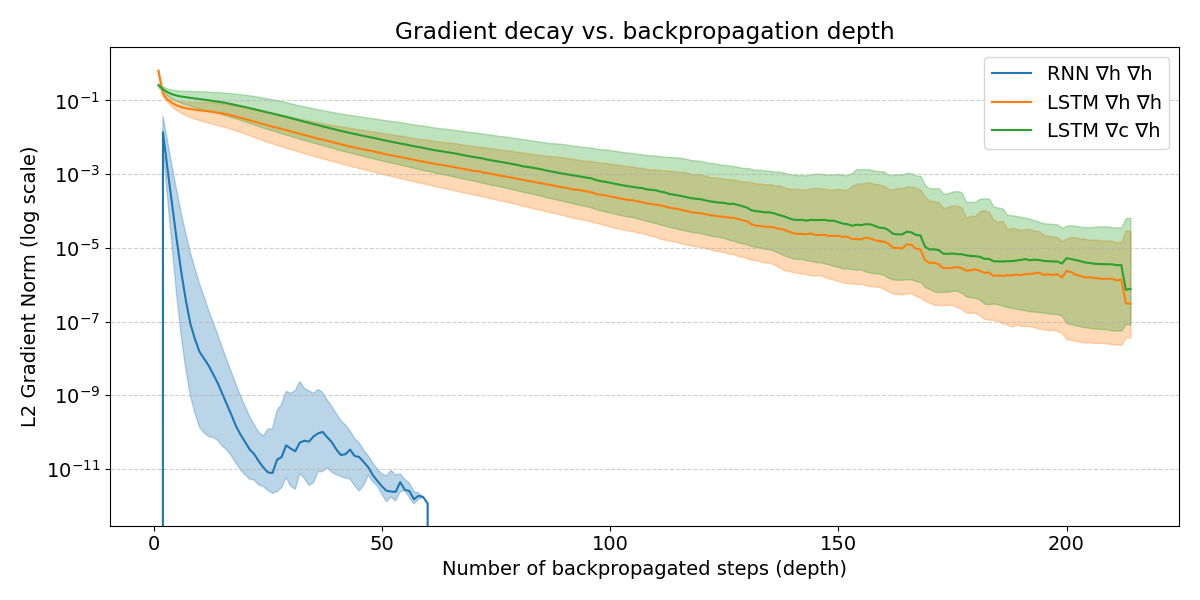 Gradient decay vs. backpropagation depth
L2 Gradient Norm (log scale)
10⁻¹
10⁻³
10⁻⁵
10⁻⁷
10⁻⁹
10⁻¹¹
RNN ∇h ∇h
LSTM ∇h ∇h
LSTM ∇c ∇h
0 50 100 150 200
Number of backpropagated steps (depth)